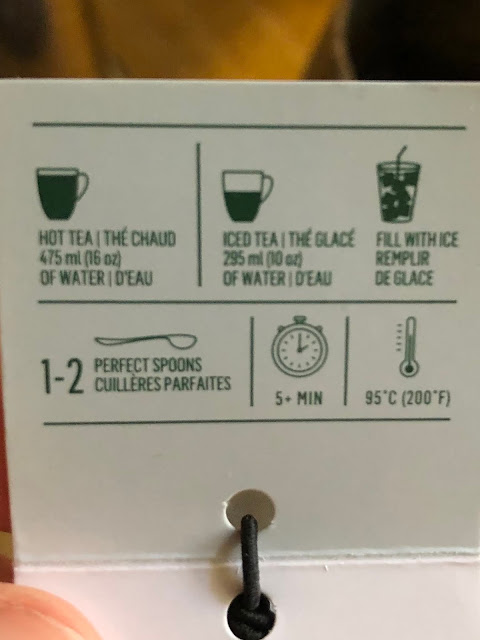 HOT TEA | THÉ CHAUD
475 ml (16 oz)
OF WATER | D'EAU
ICED TEA | THÉ GLACÉ
295 ml (10 oz)
OF WATER | D'EAU
FILL WITH ICE
REMPLIR
DE GLACE
1-2
PERFECT SPOONS
CUILLÈRES PARFAITES
5+ MIN
95°C (200°F)